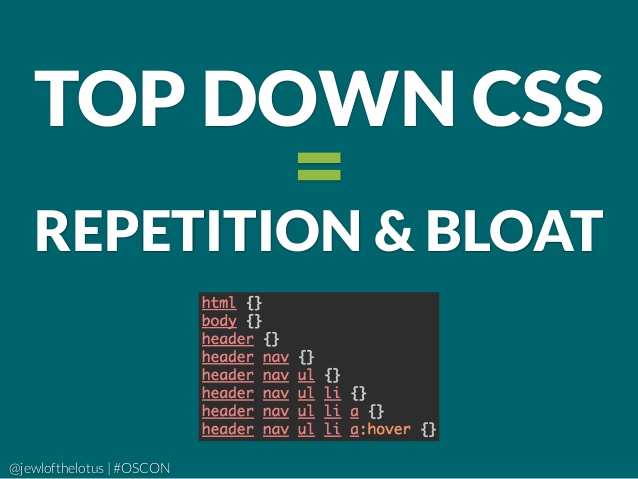 TOP DOWN CSS
=
REPETITION & BLOAT
html {}
body {}
header {}
header nav {}
header nav ul {}
header nav ul li {}
header nav ul li a {}
header nav ul li a:hover {}
@jewlofthelotus | #OSCON